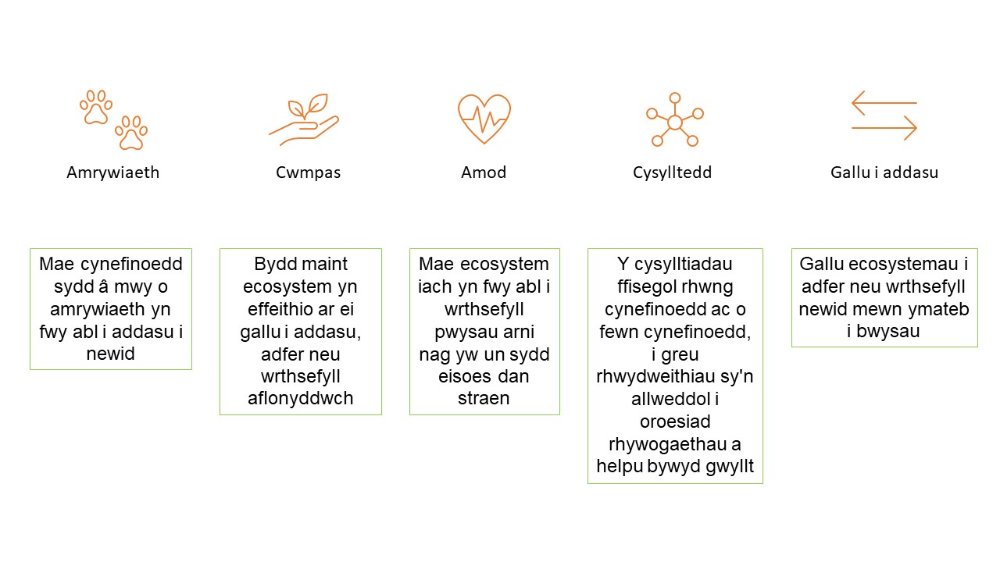 Amrywiaeth
Cwmpas
Amod
Cysylltedd
Gallu i addasu
Mae cynefinoedd
sydd â mwy o
amrywiaeth yn
fwy abl i addasu i
newid
Bydd maint
ecosystem yn
effeithio ar ei
gallu i addasu,
adfer neu
wrthsefyll
aflonyddwch
Mae ecosystem
iach yn fwy abl i
wrthsefyll
pwysau arni
nag yw un sydd
eisoes dan
straen
Y cysylltiadau
ffisegol rhwng
cynefinoedd ac o
fewn cynefinoedd,
i greu
rhwydweithiau sy'n
allweddol i
oroesiad
rhywogaethau a
helpu bywyd gwyllt
Gallu ecosystemau i
adfer neu wrthsefyll
newid mewn ymateb
i bwysau